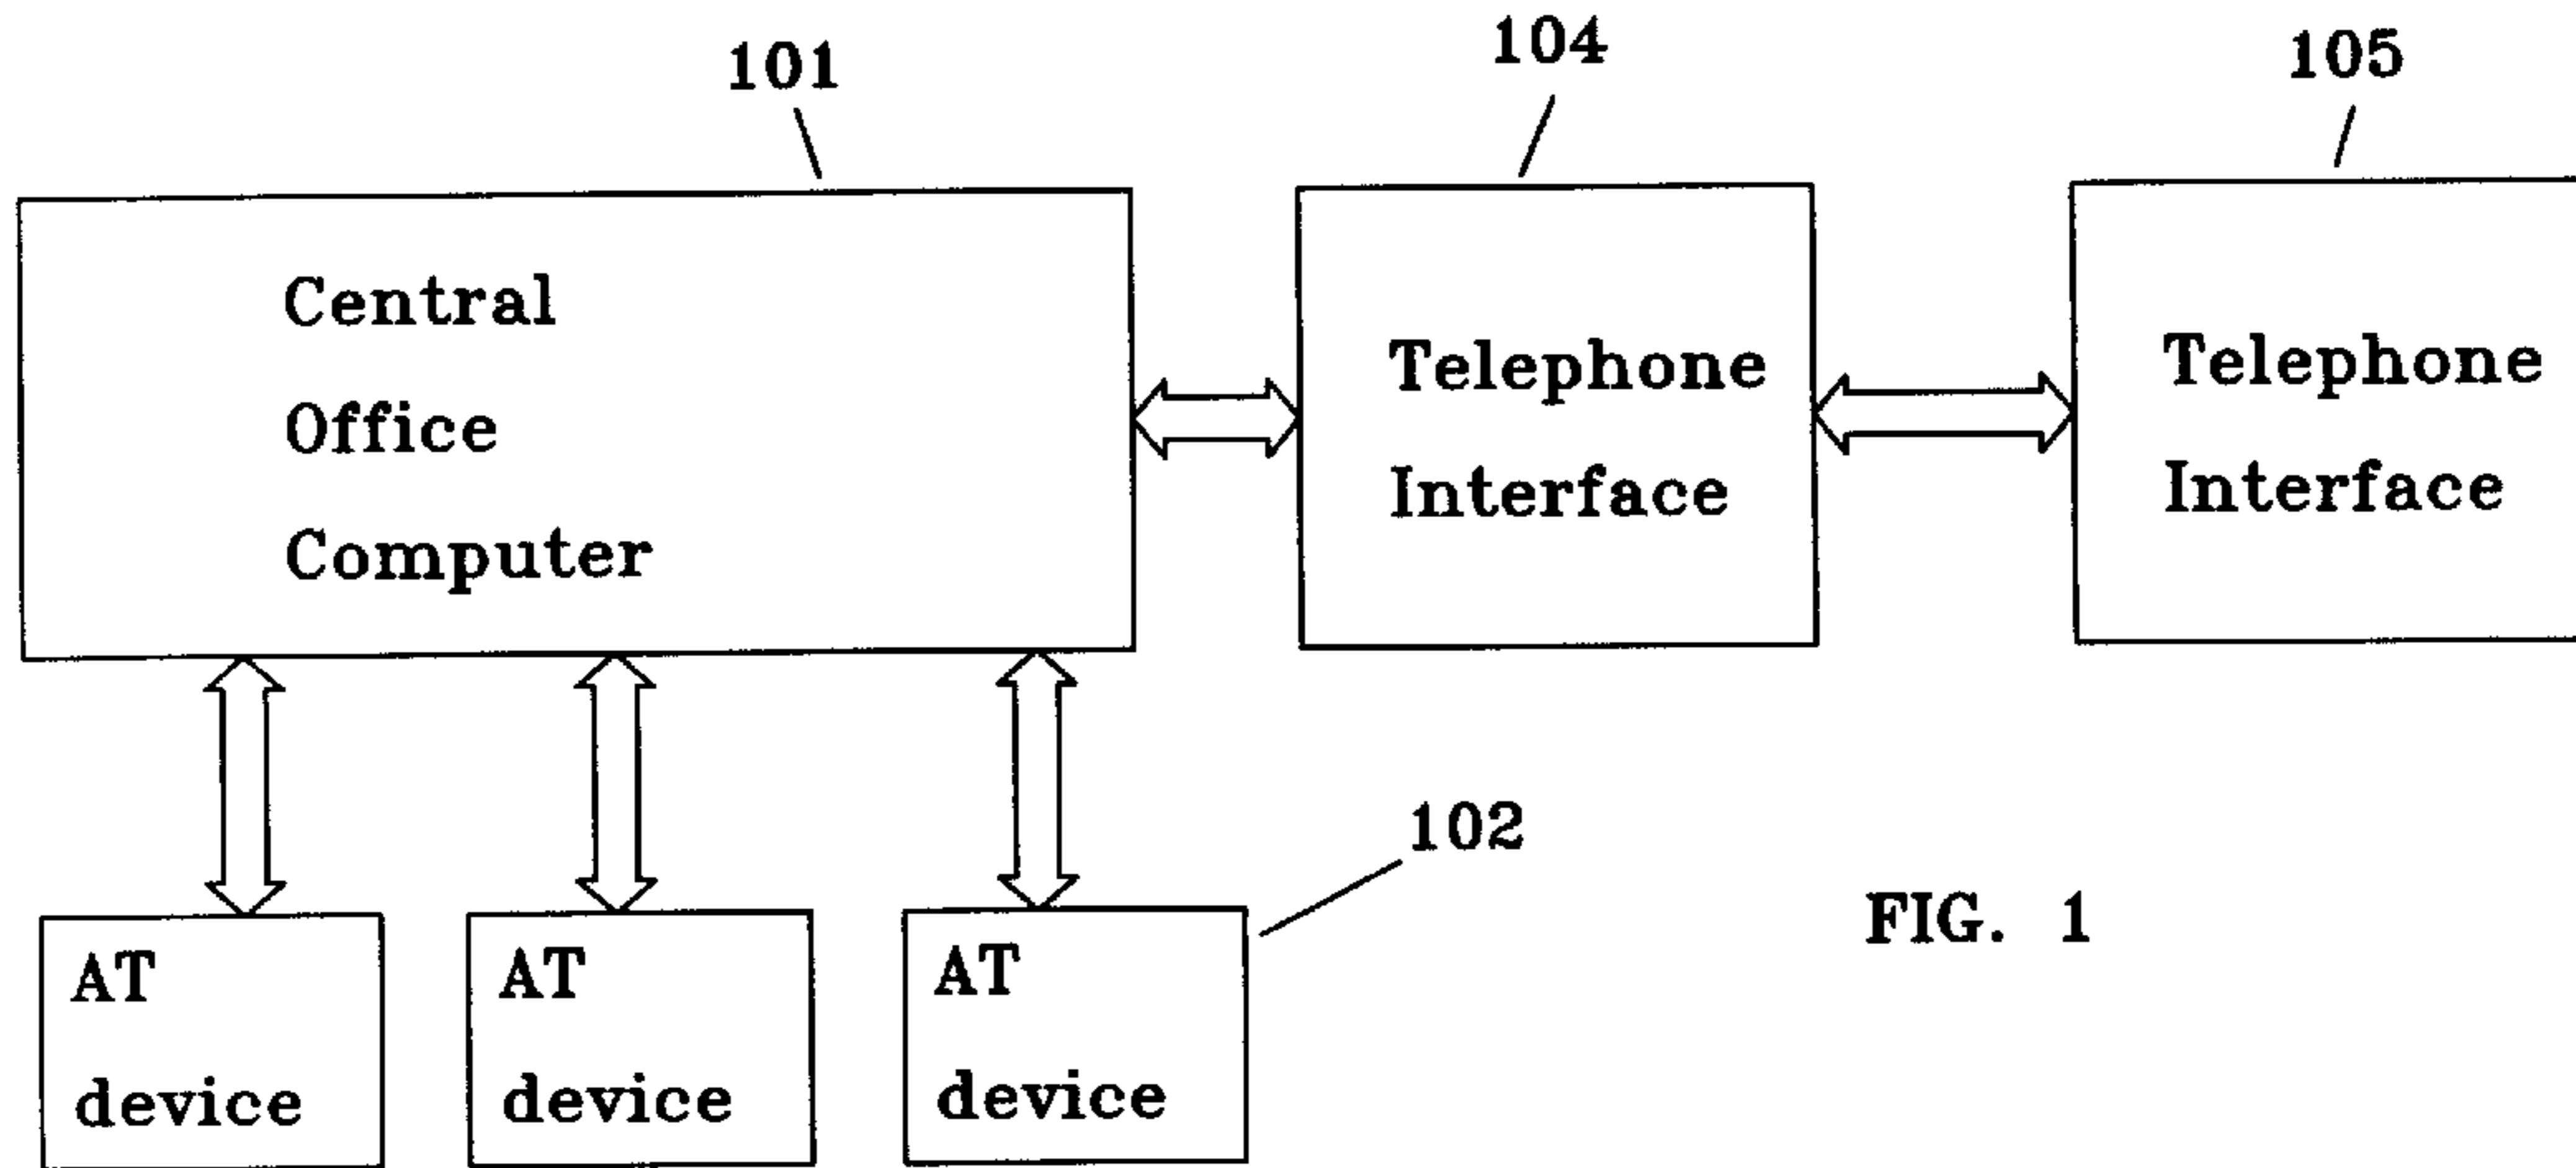 101
104
105
Central
Office
Computer
Telephone
Interface
Telephone
Interface
102
FIG. 1
AT
device
AT
device
AT
device